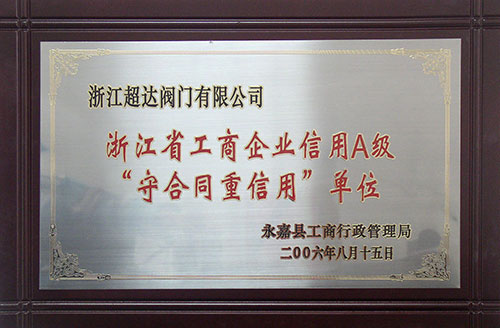 浙江超达阀门有限公司
浙江省工商企业信用A级
“守合同重信用”单位
永嘉县工商行政管理局
二00六年八月十五日